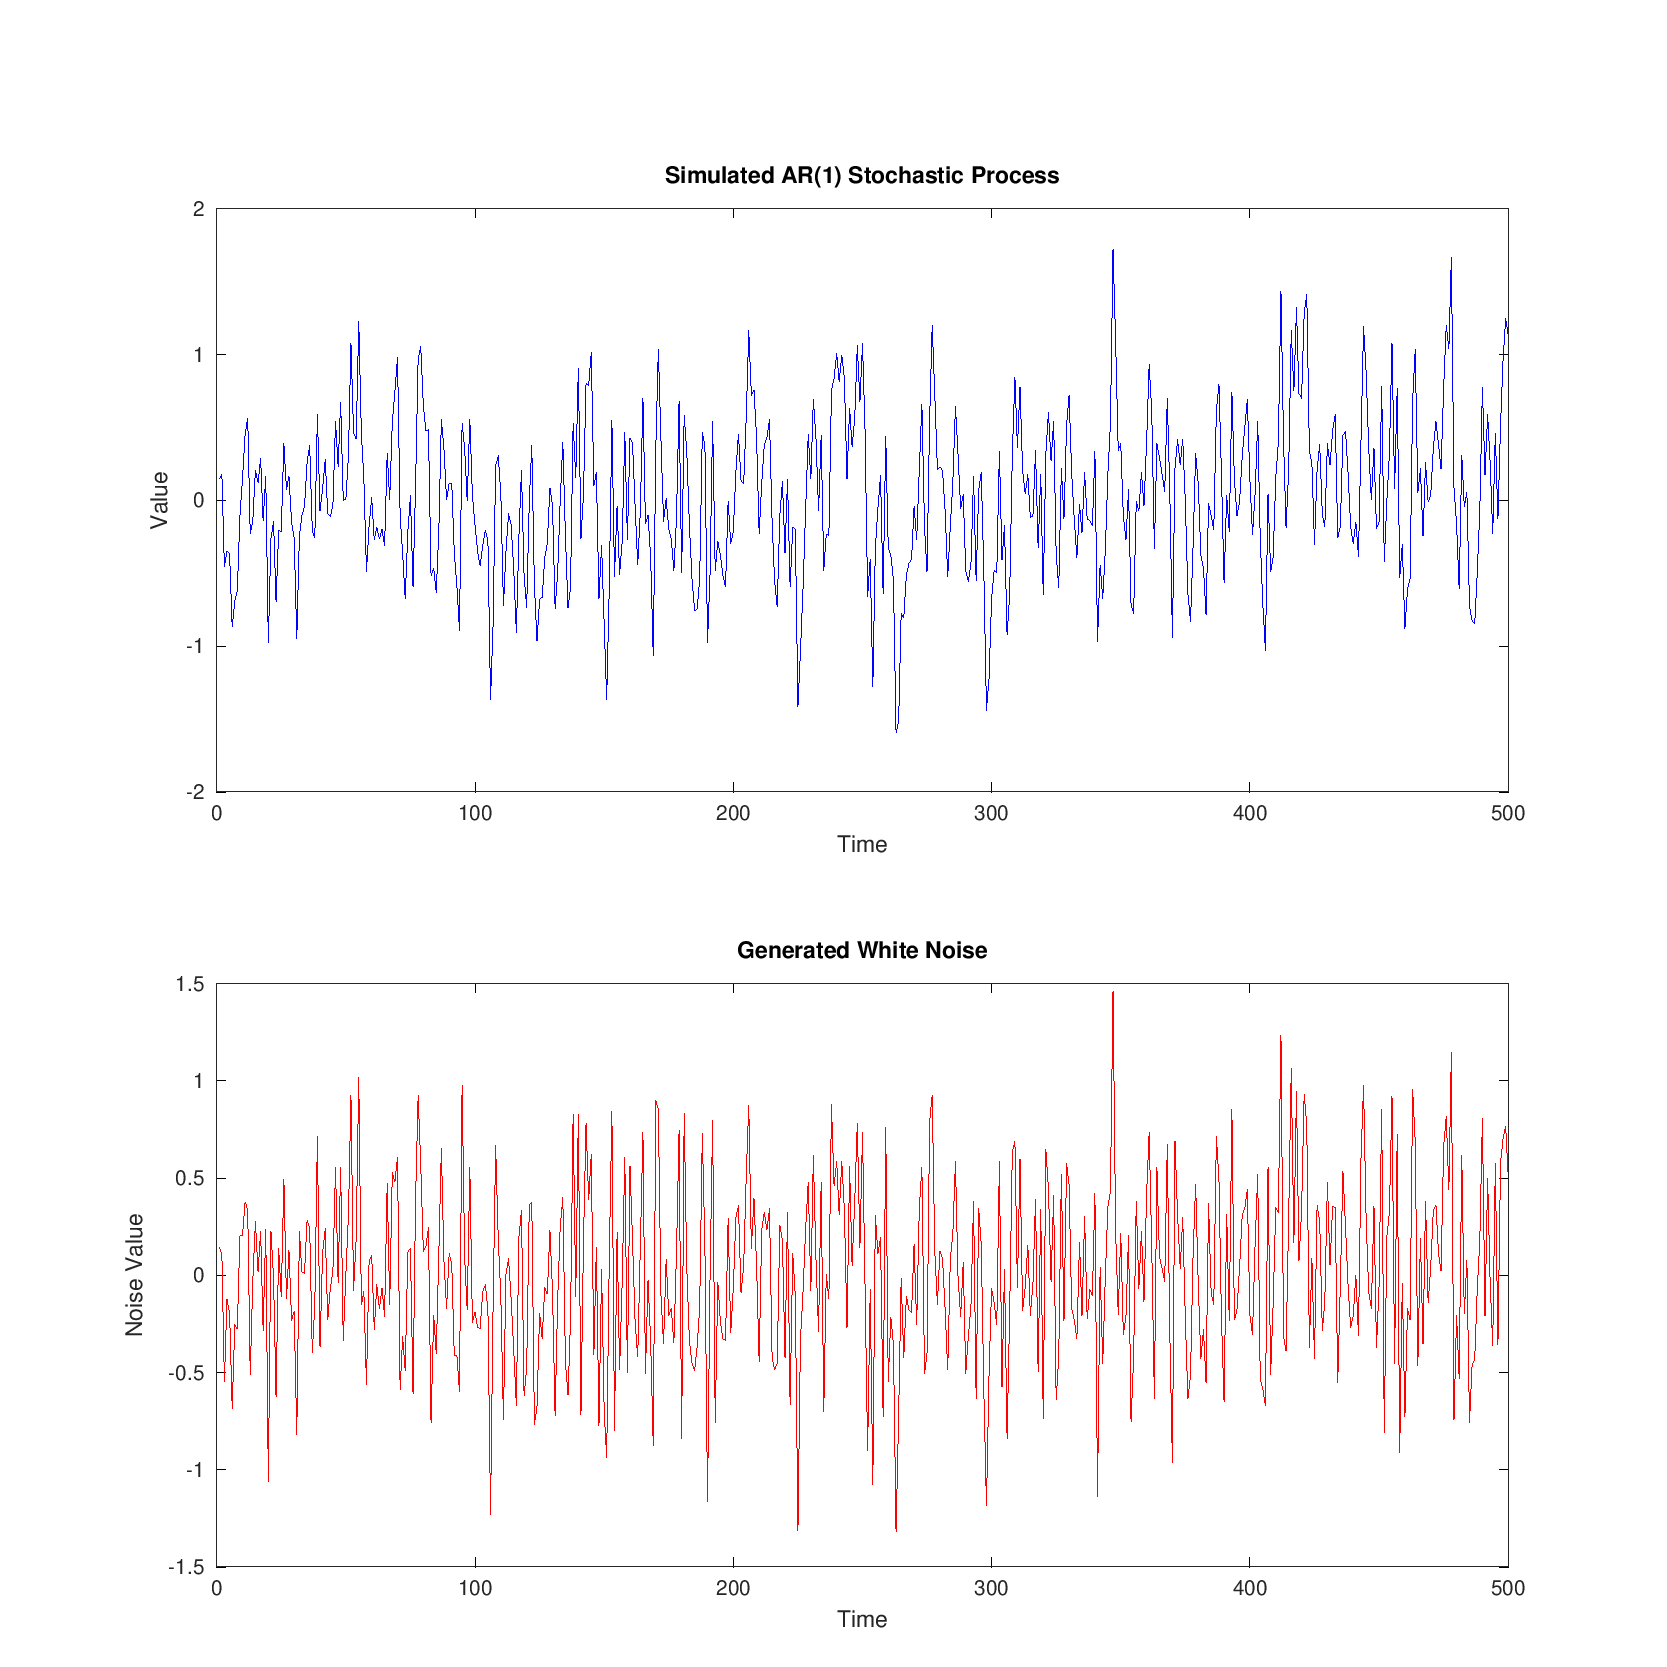 Simulated AR(1) Stochastic Process
2
1
0
-1
-2
Value
0 100 200 300 400 500
Time
Generated White Noise
1.5
1
0.5
0
-0.5
-1
-1.5
Noise Value
0 100 200 300 400 500
Time